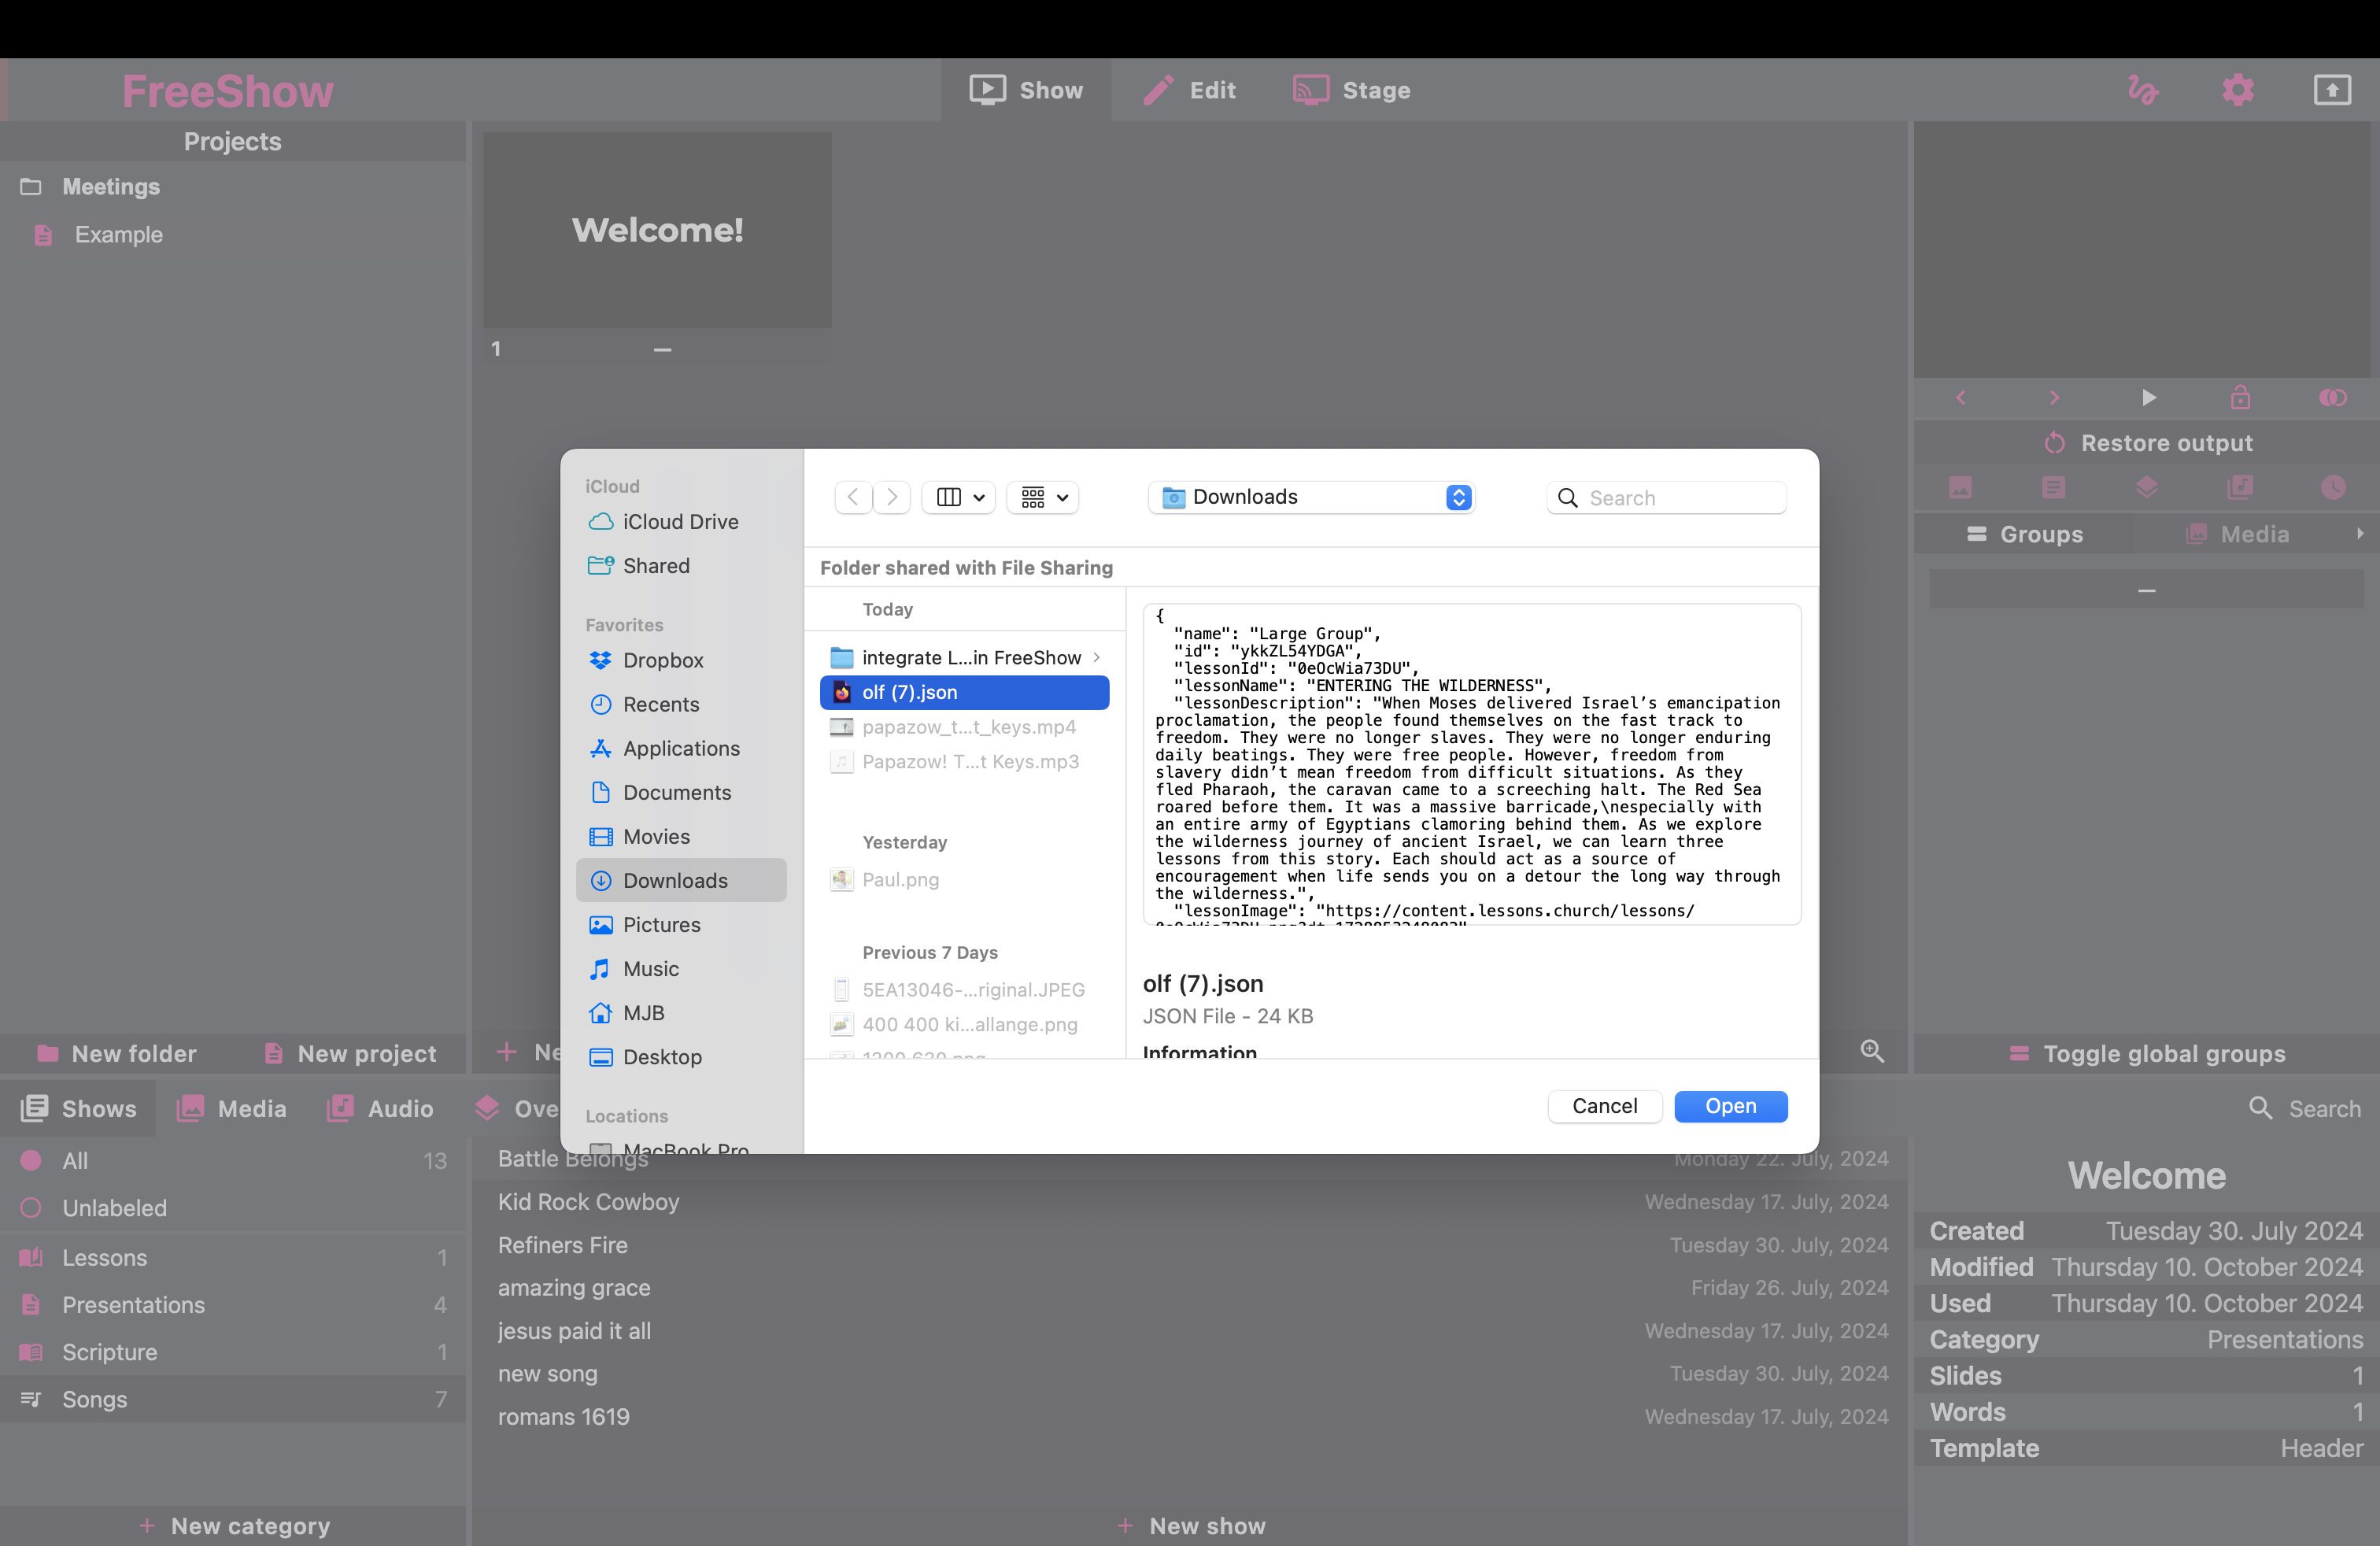 FreeShow
Show
Edit
Stage
Projects
Meetings
Example
Welcome!
1
—
Restore output
Groups
Media
—
iCloud
iCloud Drive
Shared
Favorites
Dropbox
Recents
Applications
Documents
Movies
Downloads
Pictures
Music
MJB
Desktop
Locations
MacBook Pro
Downloads
Search
Folder shared with File Sharing
Today
integrate L...in FreeShow
olf (7).json
papazow_t...t_keys.mp4
Papazow! T...t Keys.mp3
Yesterday
Paul.png
Previous 7 Days
5EA13046-...riginal.JPEG
400 400 ki...allange.png
1200 630.png
{
"name": "Large Group",
"id": "ykkZL54YDGA",
"lessonId": "0eOcWia73DU",
"lessonName": "ENTERING THE WILDERNESS",
"lessonDescription": "When Moses delivered Israel’s emancipation
proclamation, the people found themselves on the fast track to
freedom. They were no longer slaves. They were no longer enduring
daily beatings. They were free people. However, freedom from
slavery didn’t mean freedom from difficult situations. As they
fled Pharaoh, the caravan came to a screeching halt. The Red Sea
roared before them. It was a massive barricade,\nespecially with
an entire army of Egyptians clamoring behind them. As we explore
the wilderness journey of ancient Israel, we can learn three
lessons from this story. Each should act as a source of
encouragement when life sends you on a detour the long way through
the wilderness.",
"lessonImage": "https://content.lessons.church/lessons/
olf (7).json
JSON File - 24 KB
Information
Cancel
Open
New folder
New project
Ne
Toggle global groups
Shows
Media
Audio
Ove
Search
All 13
Unlabeled
Lessons 1
Presentations 4
Scripture 1
Songs 7
New category
Battle Belongs Monday 22. July, 2024
Kid Rock Cowboy Wednesday 17. July, 2024
Refiners Fire Tuesday 30. July, 2024
amazing grace Friday 26. July, 2024
jesus paid it all Wednesday 17. July, 2024
new song Tuesday 30. July, 2024
romans 1619 Wednesday 17. July, 2024
New show
Welcome
Created Tuesday 30. July 2024
Modified Thursday 10. October 2024
Used Thursday 10. October 2024
Category Presentations
Slides 1
Words 1
Template Header